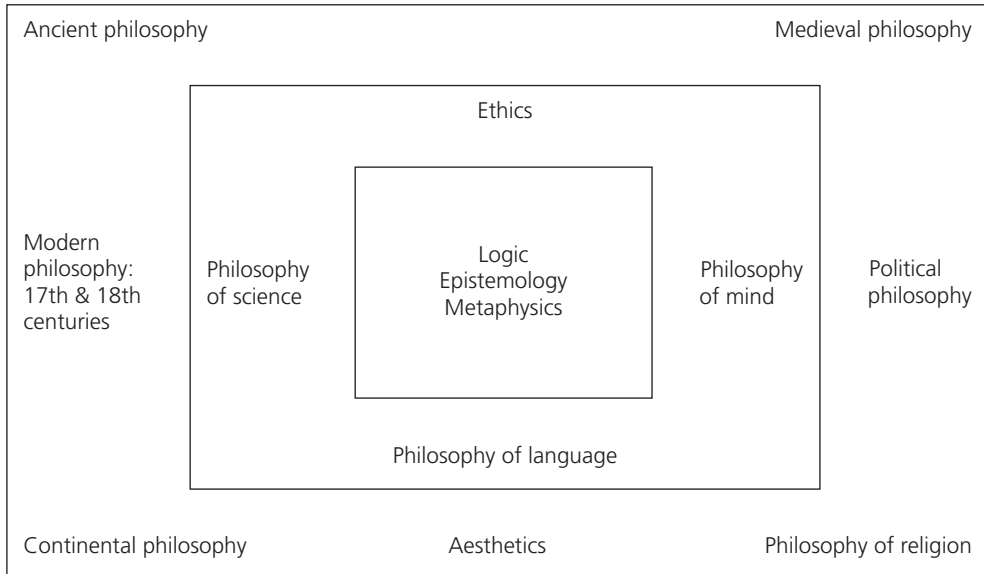 Ancient philosophy
Medieval philosophy
Ethics
Modern
philosophy:
17th & 18th
centuries
Philosophy
of science
Logic
Epistemology
Metaphysics
Philosophy
of mind
Political
philosophy
Philosophy of language
Continental philosophy
Aesthetics
Philosophy of religion